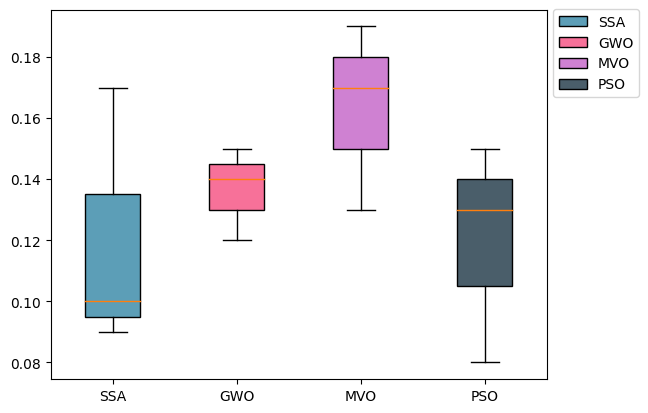 SSA
GWO
MVO
PSO
0.18
0.16
0.14
0.12
0.10
0.08
SSA GWO MVO PSO